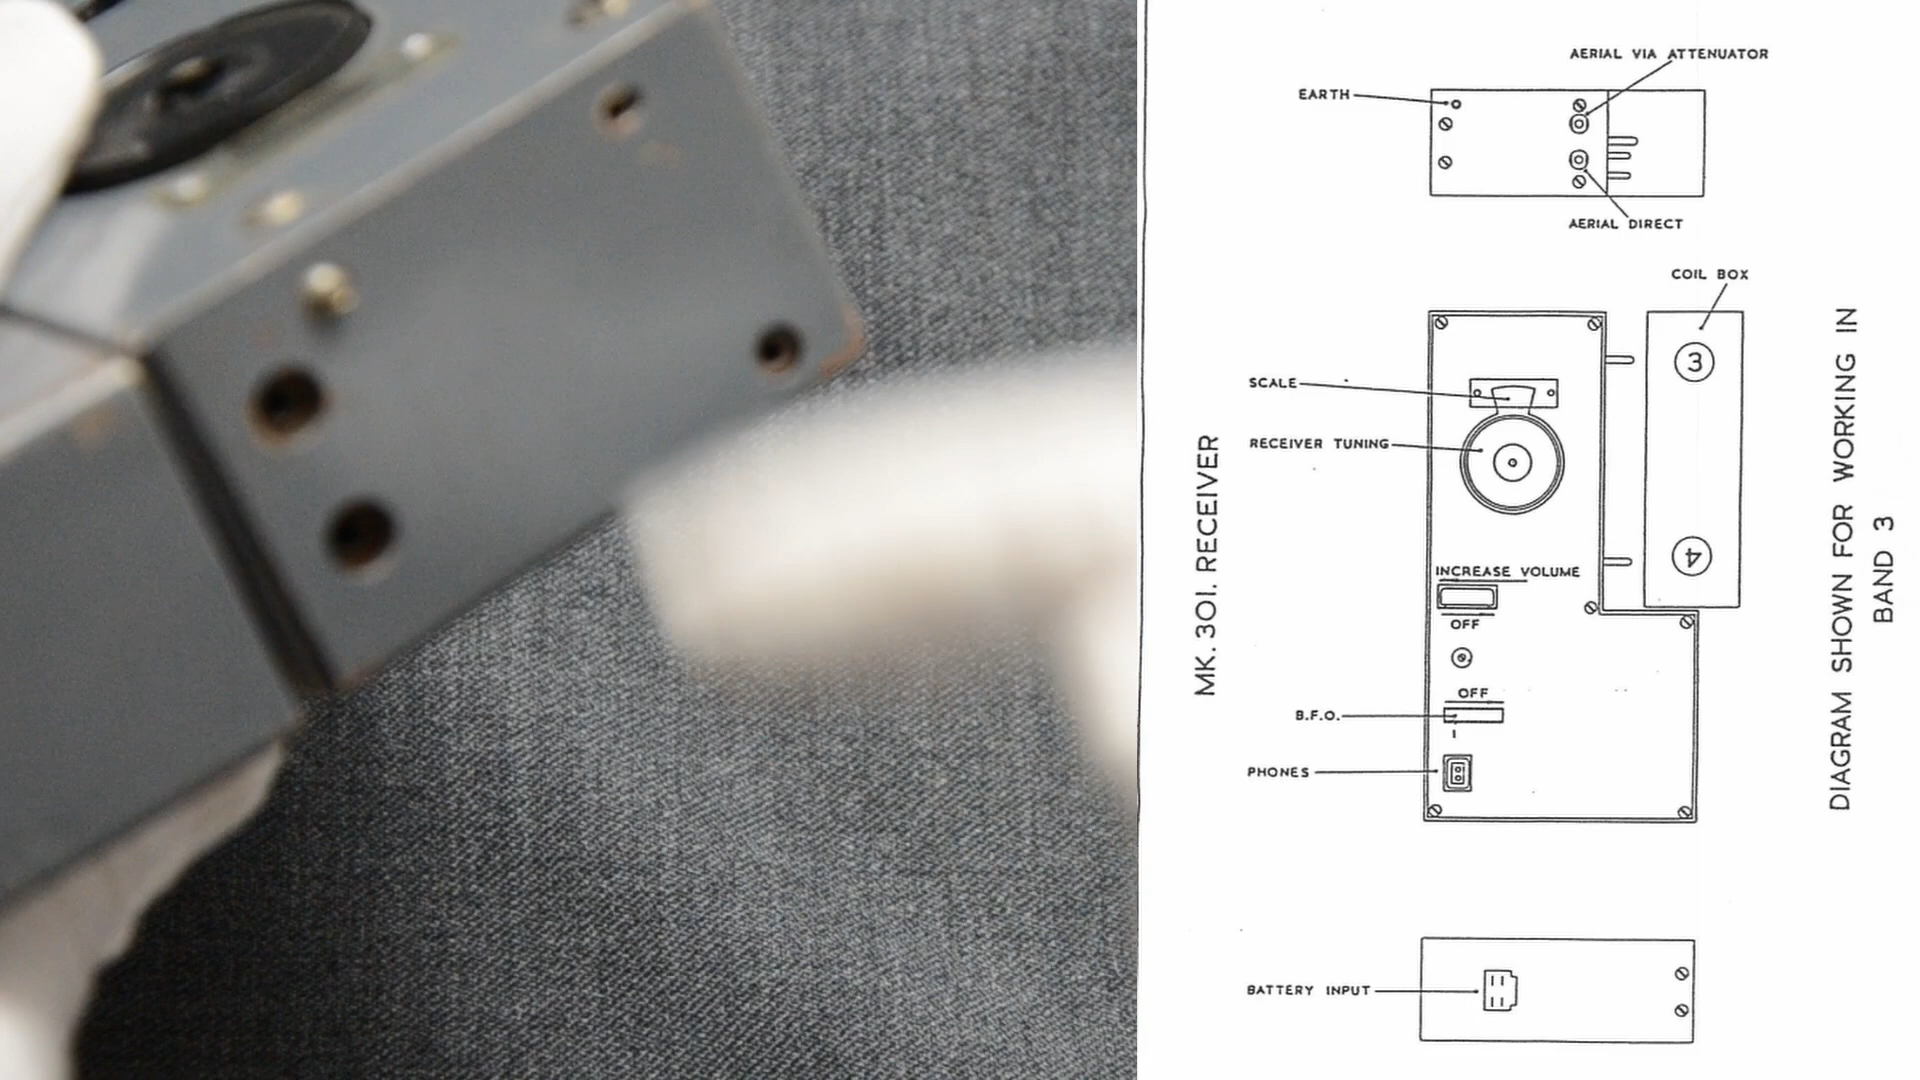 AERIAL VIA ATTENUATOR
EARTH
AERIAL DIRECT
COIL BOX
3
SCALE
RECEIVER TUNING
4
INCREASE VOLUME
OFF
OFF
B.F.O.
PHONES
BATTERY INPUT
MK. 301. RECEIVER
DIAGRAM SHOWN FOR WORKING IN
BAND 3